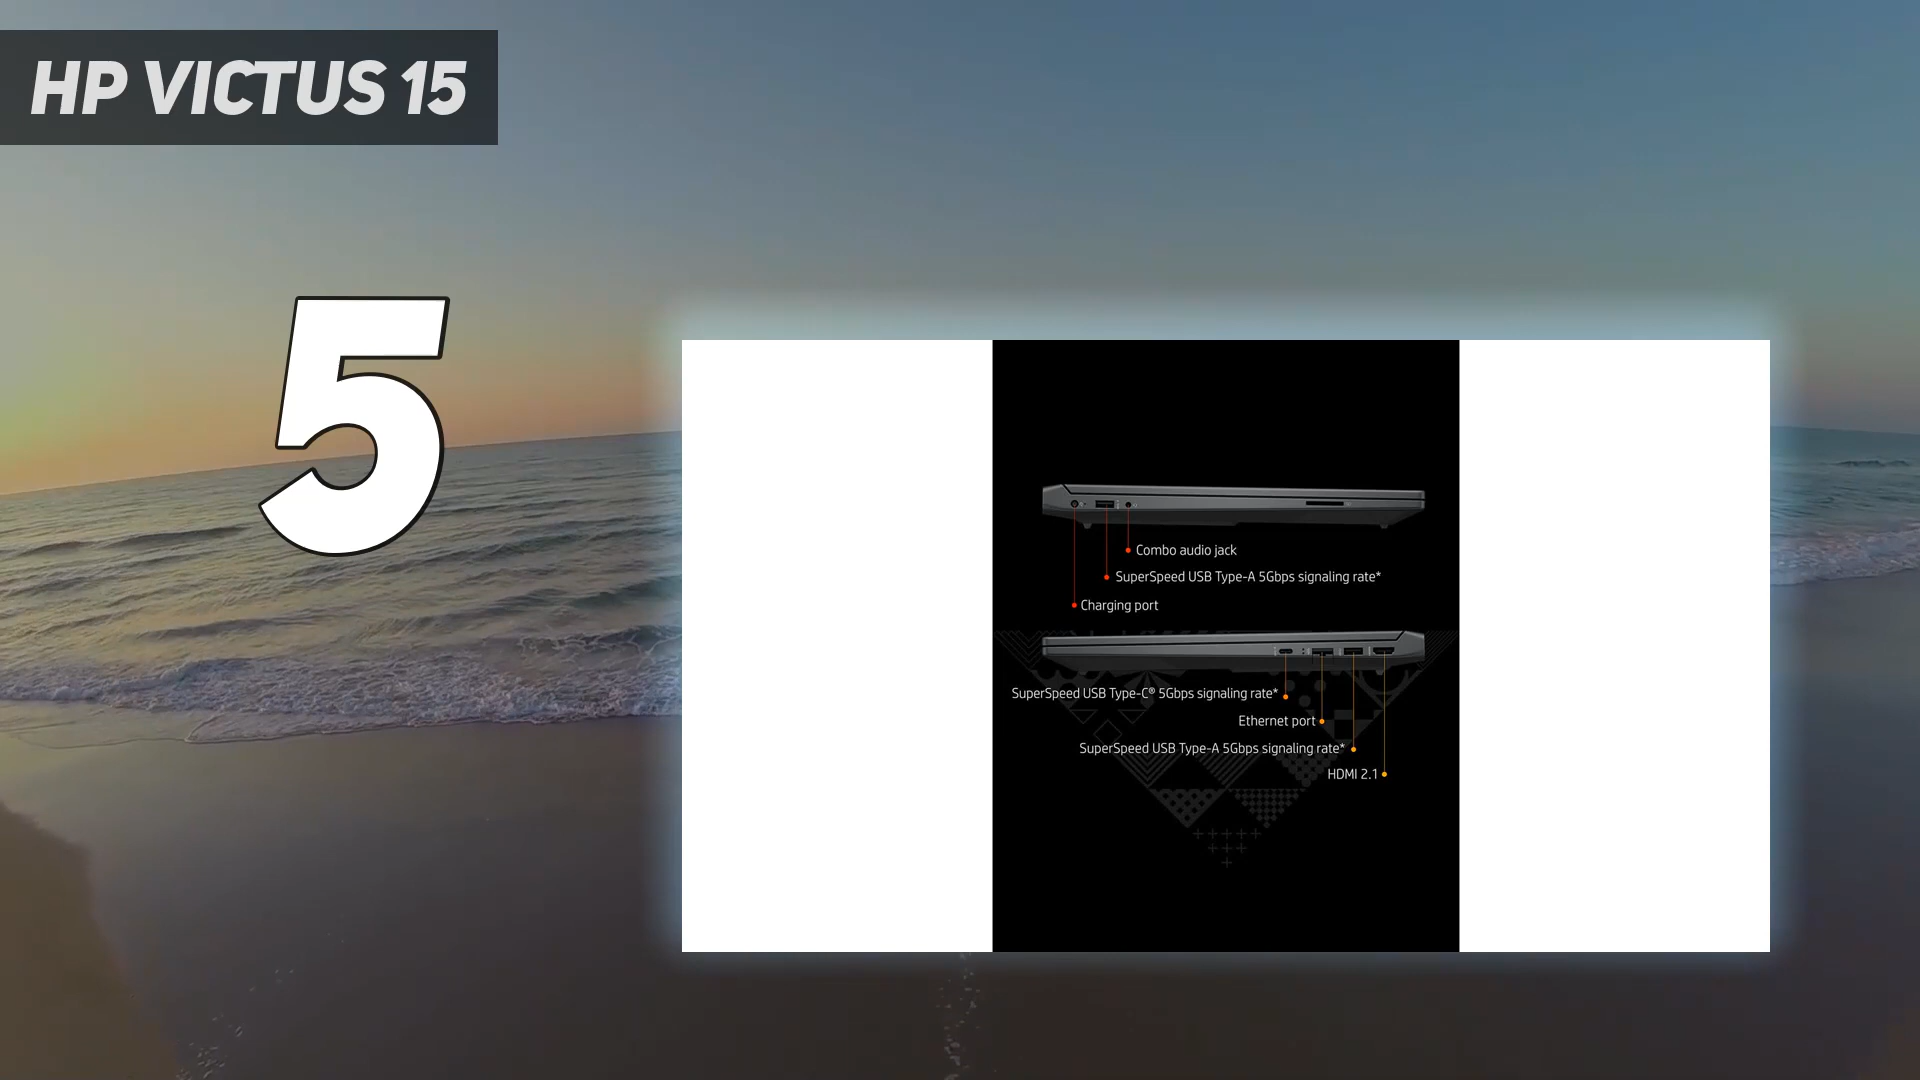 HP VICTUS 15
5
Combo audio jack
SuperSpeed USB Type-A 5Gbps signaling rate*
Charging port
SuperSpeed USB Type-C® 5Gbps signaling rate*
Ethernet port
SuperSpeed USB Type-A 5Gbps signaling rate*
HDMI 2.1